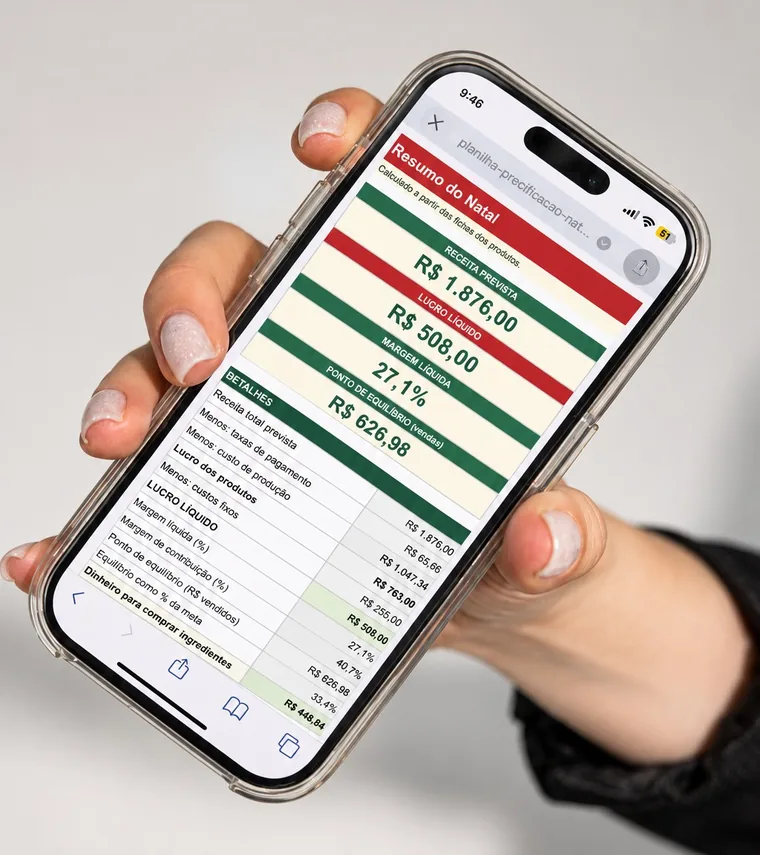 9:46
planilha-precificacao-nat...
51
Resumo do Natal
Calculado a partir das fichas dos produtos.
RECEITA PREVISTA
R$ 1.876,00
LUCRO LÍQUIDO
R$ 508,00
MARGEM LÍQUIDA
27,1%
PONTO DE EQUILÍBRIO (vendas)
R$ 626,98
BETALHES
Receita total prevista R$ 1.876,00
Menos: taxas de pagamento R$ 65,66
Menos: custo de produção R$ 1.047,34
Lucro dos produtos R$ 763,00
Menos: custos fixos R$ 255,00
LUCRO LÍQUIDO R$ 508,00
Margem líquida (%) 27,1%
Margem de contribuição (%) 40,7%
Ponto de equilíbrio (R$ vendidos) R$ 626,98
Equilíbrio como % da meta 33,4%
Dinheiro para comprar ingredientes R$ 448,84